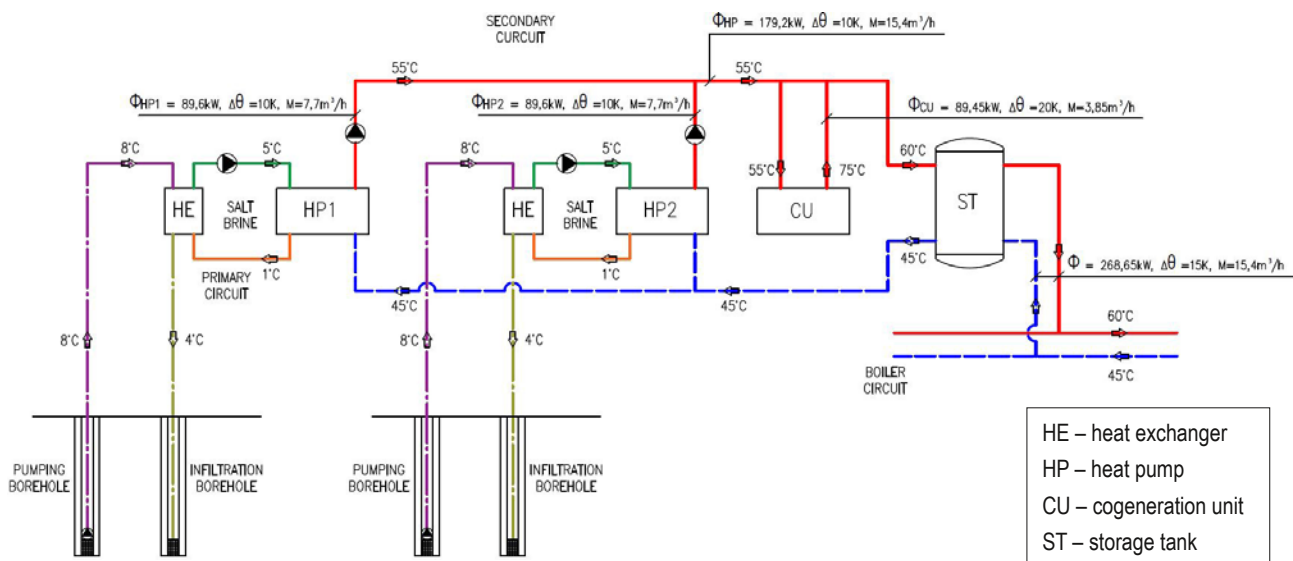 SECONDARY
CURCUIT
ΦHP = 179,2kW, Δθ =10K, M=15,4m³/h
55°C
55°C
ΦHP1 = 89,6kW, Δθ =10K, M=7,7m³/h
ΦHP2 = 89,6kW, Δθ =10K, M=7,7m³/h
ΦCU = 89,45kW, Δθ =20K, M=3,85m³/h
8°C
5°C
8°C
5°C
60°C
55°C
75°C
HE
SALT
BRINE
HP1
HE
SALT
BRINE
HP2
CU
ST
45°C
1°C
1°C
PRIMARY
CIRCUIT
Φ = 268,65kW, Δθ =15K, M=15,4m³/h
45°C
45°C
60°C
8°C
4°C
8°C
4°C
BOILER
CIRCUIT
45°C
PUMPING
BOREHOLE
INFILTRATION
BOREHOLE
PUMPING
BOREHOLE
INFILTRATION
BOREHOLE
HE – heat exchanger
HP – heat pump
CU – cogeneration unit
ST – storage tank